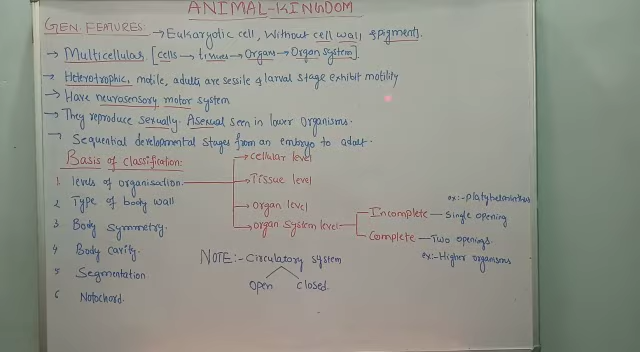 ANIMAL-KINGDOM
GEN. FEATURES: → Eukaryotic cell, without cell wall & pigments.
→ Multicellular [cells → tissues → Organs → Organ system].
→ Heterotrophic, motile, adults are sessile & larval stage exhibit motility
→ Have neurosensory motor system
→ They reproduce sexually. Asexual seen in lower organisms.
→ Sequential developmental stages from an embryo to adult.
Basis of classification:
1 levels of organisation → Cellular level
→ Tissue level
→ Organ level
→ organ system level → Incomplete — Single opening
ex:- platyhelminthes
→ Complete — Two openings
ex:- Higher organisms
2 Type of body wall
3 Body Symmetry.
4 Body cavity.
5 Segmentation
6 Notochord.
NOTE:- Circulatory system
Open closed